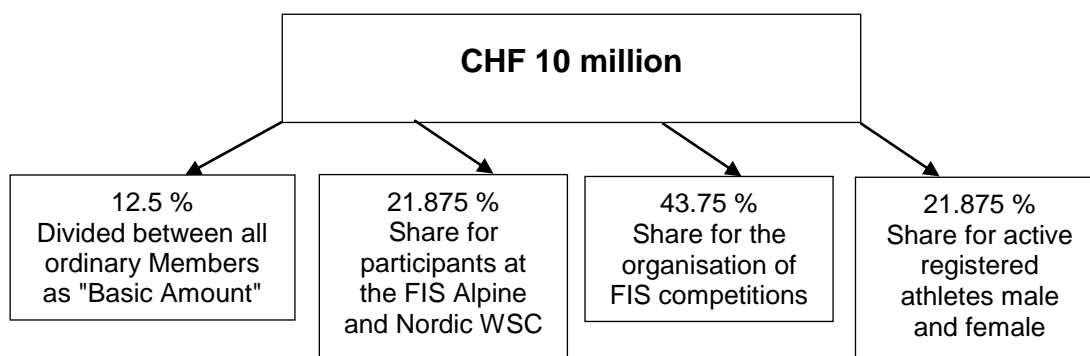 CHF 10 million
12.5 %
Divided between all
ordinary Members
as "Basic Amount"
21.875 %
Share for
participants at
the FIS Alpine
and Nordic WSC
43.75 %
Share for the
organisation of
FIS competitions
21.875 %
Share for active
registered
athletes male
and female